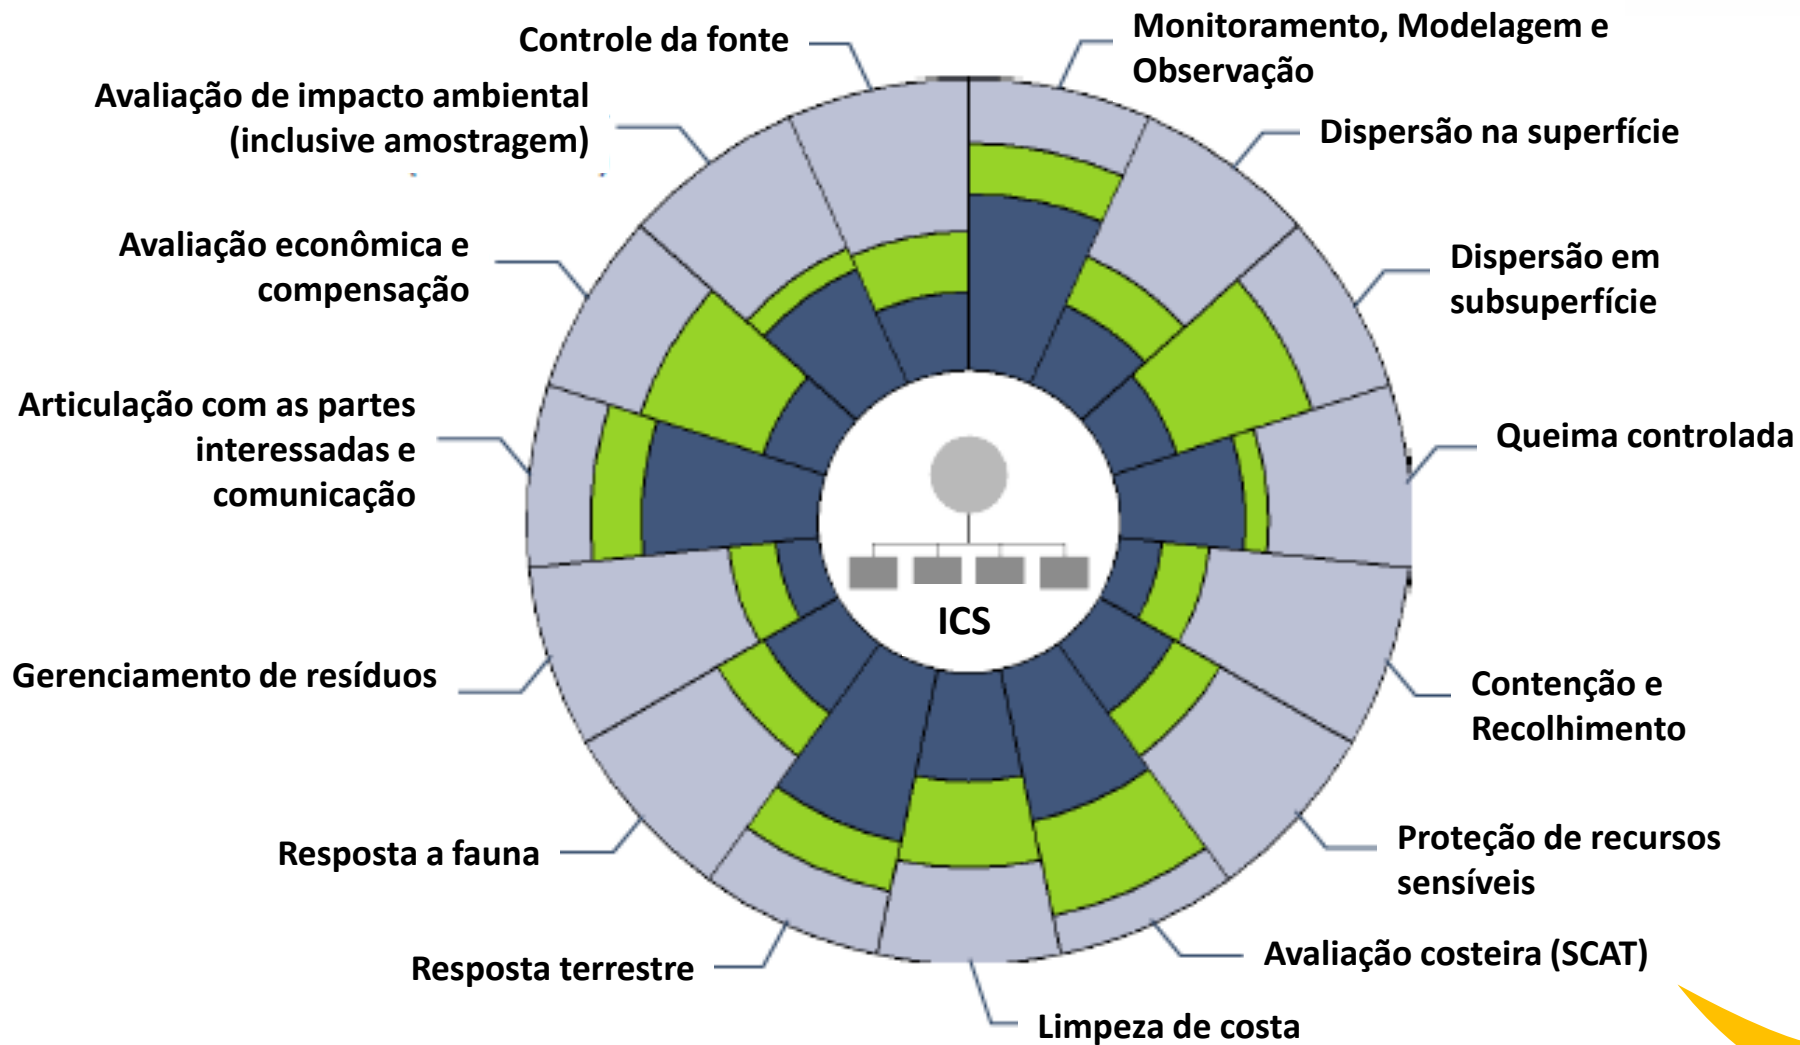 Controle da fonte
Monitoramento, Modelagem e
Observação
Avaliação de impacto ambiental
(inclusive amostragem)
Dispersão na superfície
Avaliação econômica e
compensação
Dispersão em
subsuperfície
Articulação com as partes
interessadas e
comunicação
Queima controlada
ICS
Gerenciamento de resíduos
Contenção e
Recolhimento
Resposta a fauna
Proteção de recursos
sensíveis
Resposta terrestre
Avaliação costeira (SCAT)
Limpeza de costa